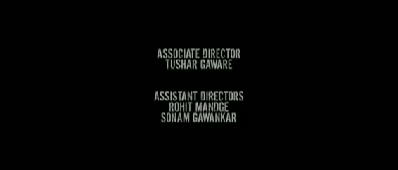 ASSOCIATE DIRECTOR
TUSHAR GAWARE
ASSISTANT DIRECTORS
ROHIT MANDGE
SONAM GAWANKAR